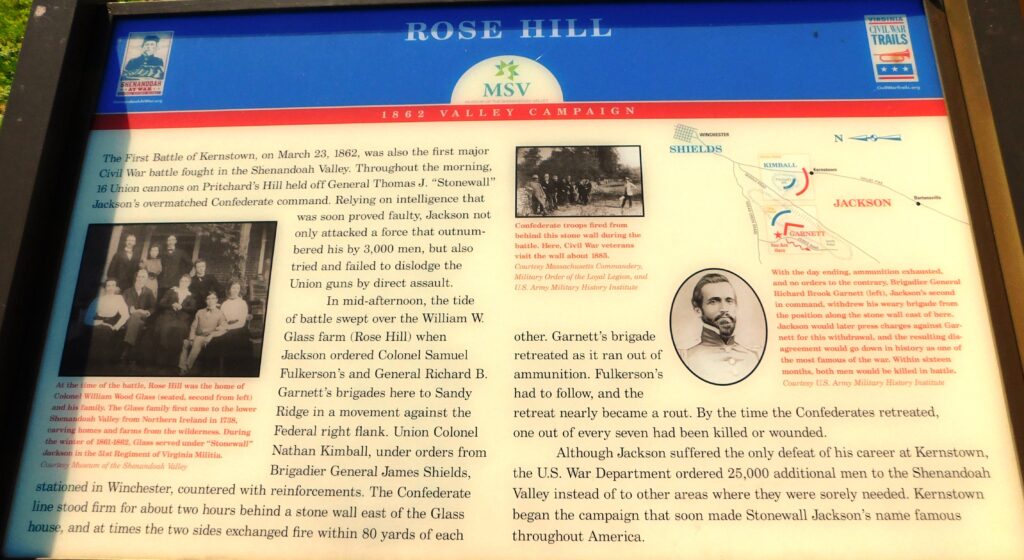 ROSE HILL
SHENANDOAH
AT WAR
ShenandoahAtWar.org
MSV
MUSEUM OF THE SHENANDOAH VALLEY
VIRGINIA
CIVIL WAR
TRAILS
CivilWarTrails.org
1862 VALLEY CAMPAIGN
The First Battle of Kernstown, on March 23, 1862, was also the first major
Civil War battle fought in the Shenandoah Valley. Throughout the morning,
16 Union cannons on Pritchard's Hill held off General Thomas J. “Stonewall”
Jackson's overmatched Confederate command. Relying on intelligence that
was soon proved faulty, Jackson not
only attacked a force that outnum-
bered his by 3,000 men, but also
tried and failed to dislodge the
Union guns by direct assault.
In mid-afternoon, the tide
of battle swept over the William W.
Glass farm (Rose Hill) when
Jackson ordered Colonel Samuel
Fulkerson's and General Richard B.
Garnett's brigades here to Sandy
Ridge in a movement against the
Federal right flank. Union Colonel
Nathan Kimball, under orders from
Brigadier General James Shields,
stationed in Winchester, countered with reinforcements. The Confederate
line stood firm for about two hours behind a stone wall east of the Glass
house, and at times the two sides exchanged fire within 80 yards of each
At the time of the battle, Rose Hill was the home of
Colonel William Wood Glass (seated, second from left)
and his family. The Glass family first came to the lower
Shenandoah Valley from Northern Ireland in 1738,
carving homes and farms from the wilderness. During
the winter of 1861-1862, Glass served under “Stonewall”
Jackson in the 51st Regiment of Virginia Militia.
Courtesy Museum of the Shenandoah Valley
Confederate troops fired from
behind this stone wall during the
battle. Here, Civil War veterans
visit the wall about 1885.
Courtesy Massachusetts Commandery,
Military Order of the Loyal Legion, and
U.S. Army Military History Institute
WINCHESTER
SHIELDS
N
KIMBALL
Kernstown
JACKSON
Bartonsville
GARNETT
You Are
Here
With the day ending, ammunition exhausted,
and no orders to the contrary, Brigadier General
Richard Brook Garnett (left), Jackson's second
in command, withdrew his weary brigade from
the position along the stone wall east of here.
Jackson would later press charges against Gar-
nett for this withdrawal, and the resulting dis-
agreement would go down in history as one of
the most famous of the war. Within sixteen
months, both men would be killed in battle.
Courtesy U.S. Army Military History Institute
other. Garnett's brigade
retreated as it ran out of
ammunition. Fulkerson's
had to follow, and the
retreat nearly became a rout. By the time the Confederates retreated,
one out of every seven had been killed or wounded.
Although Jackson suffered the only defeat of his career at Kernstown,
the U.S. War Department ordered 25,000 additional men to the Shenandoah
Valley instead of to other areas where they were sorely needed. Kernstown
began the campaign that soon made Stonewall Jackson's name famous
throughout America.